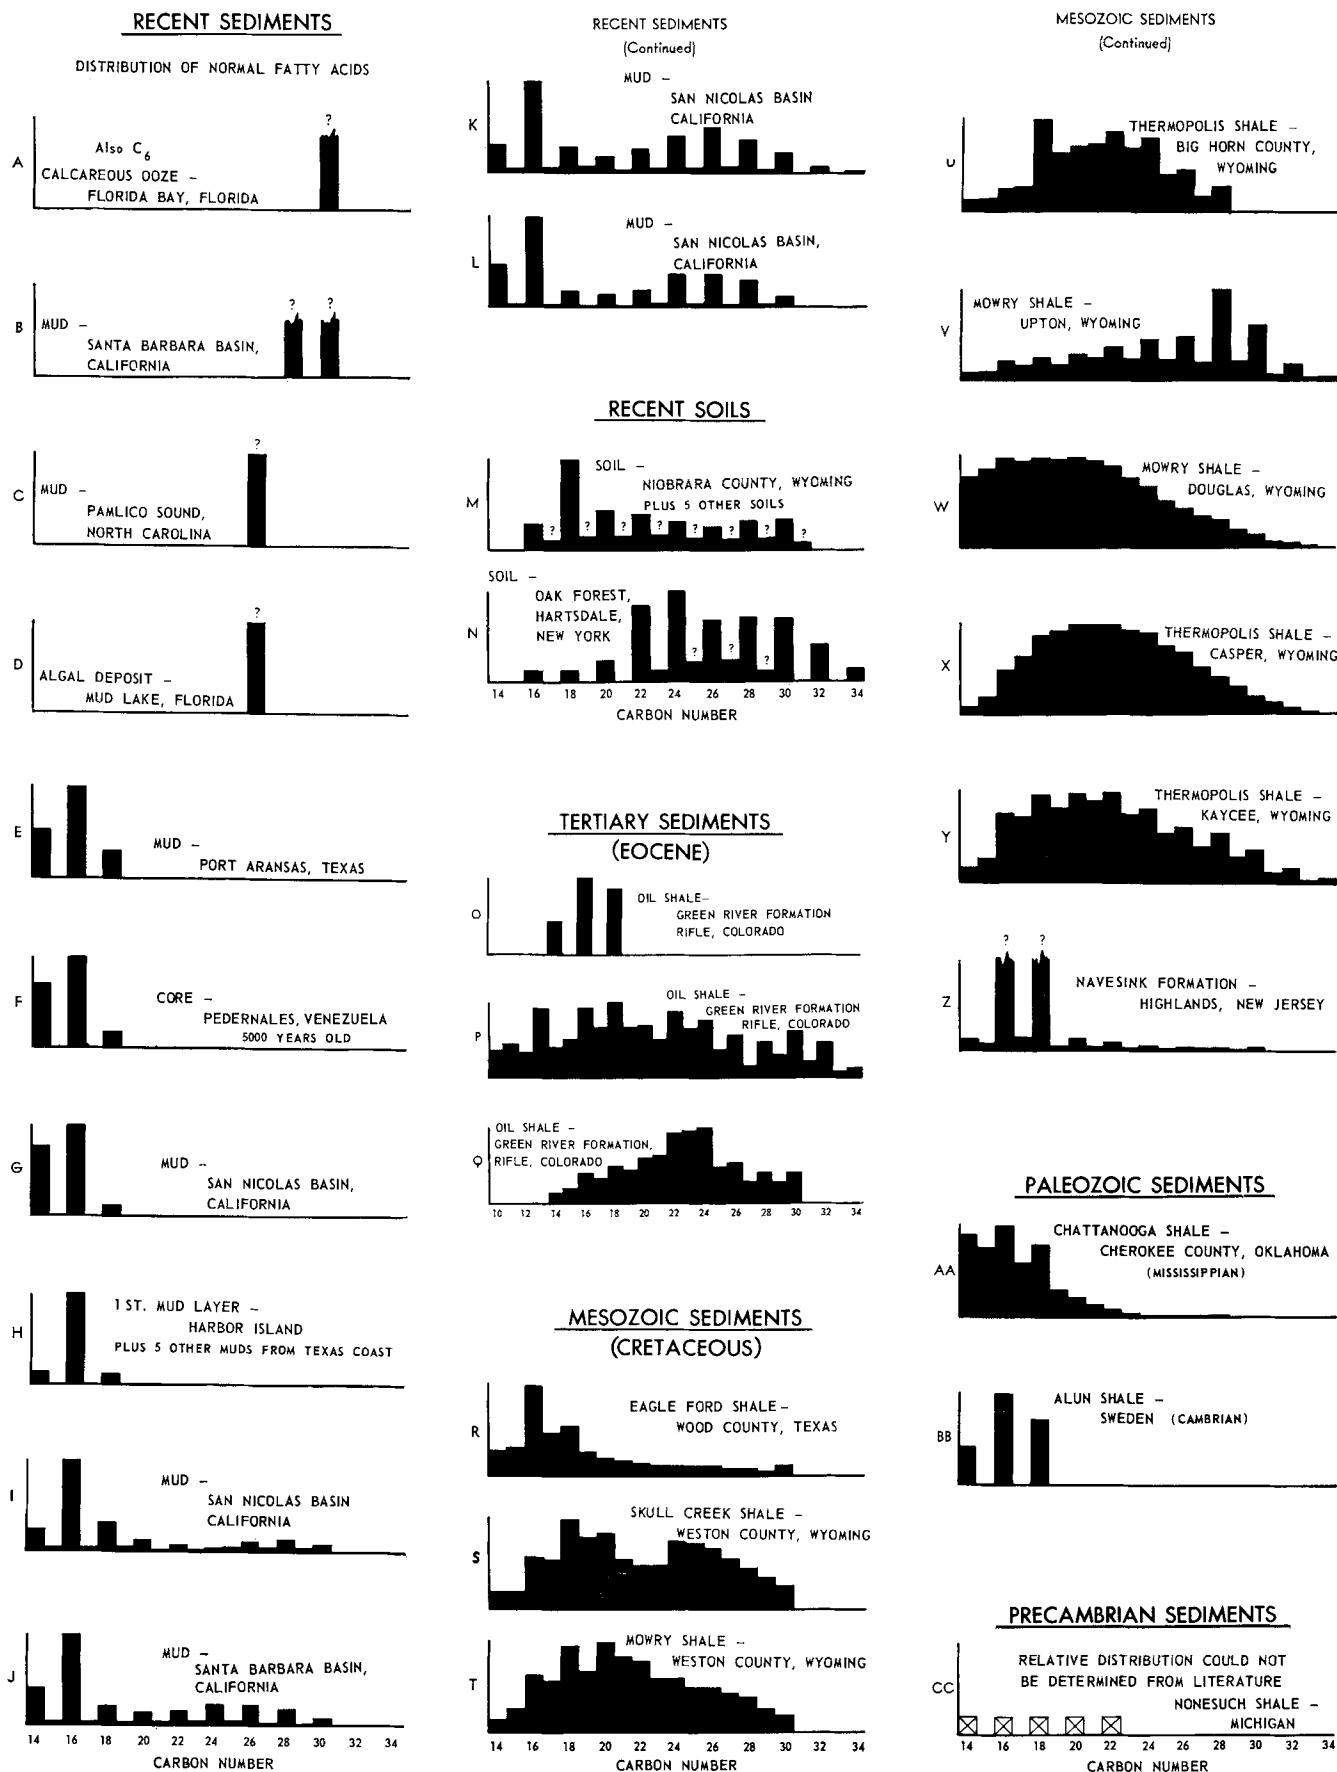 RECENT SEDIMENTS
DISTRIBUTION OF NORMAL FATTY ACIDS
?
A
Also C6
CALCAREOUS OOZE –
FLORIDA BAY, FLORIDA
? ?
B
MUD –
SANTA BARBARA BASIN,
CALIFORNIA
?
C
MUD –
PAMLICO SOUND,
NORTH CAROLINA
?
D
ALGAL DEPOSIT –
MUD LAKE, FLORIDA
E
MUD –
PORT ARANSAS, TEXAS
F
CORE –
PEDERNALES, VENEZUELA
5000 YEARS OLD
G
MUD –
SAN NICOLAS BASIN,
CALIFORNIA
H
1 ST. MUD LAYER –
HARBOR ISLAND
PLUS 5 OTHER MUDS FROM TEXAS COAST
I
MUD –
SAN NICOLAS BASIN
CALIFORNIA
J
MUD –
SANTA BARBARA BASIN,
CALIFORNIA
14 16 18 20 22 24 26 28 30 32 34
CARBON NUMBER
RECENT SEDIMENTS
(Continued)
K
MUD –
SAN NICOLAS BASIN
CALIFORNIA
L
MUD –
SAN NICOLAS BASIN,
CALIFORNIA
RECENT SOILS
M
SOIL –
NIOBRARA COUNTY, WYOMING
PLUS 5 OTHER SOILS
? ? ? ? ? ? ? ?
N
SOIL –
OAK FOREST,
HARTSDALE,
NEW YORK
? ? ?
14 16 18 20 22 24 26 28 30 32 34
CARBON NUMBER
TERTIARY SEDIMENTS
(EOCENE)
O
OIL SHALE–
GREEN RIVER FORMATION
RIFLE, COLORADO
P
OIL SHALE –
GREEN RIVER FORMATION
RIFLE, COLORADO
Q
OIL SHALE –
GREEN RIVER FORMATION,
RIFLE, COLORADO
10 12 14 16 18 20 22 24 26 28 30 32 34
MESOZOIC SEDIMENTS
(CRETACEOUS)
R
EAGLE FORD SHALE–
WOOD COUNTY, TEXAS
S
SKULL CREEK SHALE –
WESTON COUNTY, WYOMING
T
MOWRY SHALE –
WESTON COUNTY, WYOMING
14 16 18 20 22 24 26 28 30 32 34
CARBON NUMBER
MESOZOIC SEDIMENTS
(Continued)
U
THERMOPOLIS SHALE –
BIG HORN COUNTY,
WYOMING
V
MOWRY SHALE –
UPTON, WYOMING
W
MOWRY SHALE –
DOUGLAS, WYOMING
X
THERMOPOLIS SHALE –
CASPER, WYOMING
Y
THERMOPOLIS SHALE –
KAYCEE, WYOMING
? ?
Z
NAVESINK FORMATION –
HIGHLANDS, NEW JERSEY
PALEOZOIC SEDIMENTS
AA
CHATTANOOGA SHALE –
CHEROKEE COUNTY, OKLAHOMA
(MISSISSIPPIAN)
BB
ALUN SHALE –
SWEDEN (CAMBRIAN)
PRECAMBRIAN SEDIMENTS
CC
RELATIVE DISTRIBUTION COULD NOT
BE DETERMINED FROM LITERATURE
NONESUCH SHALE –
MICHIGAN
14 16 18 20 22 24 26 28 30 32 34
CARBON NUMBER